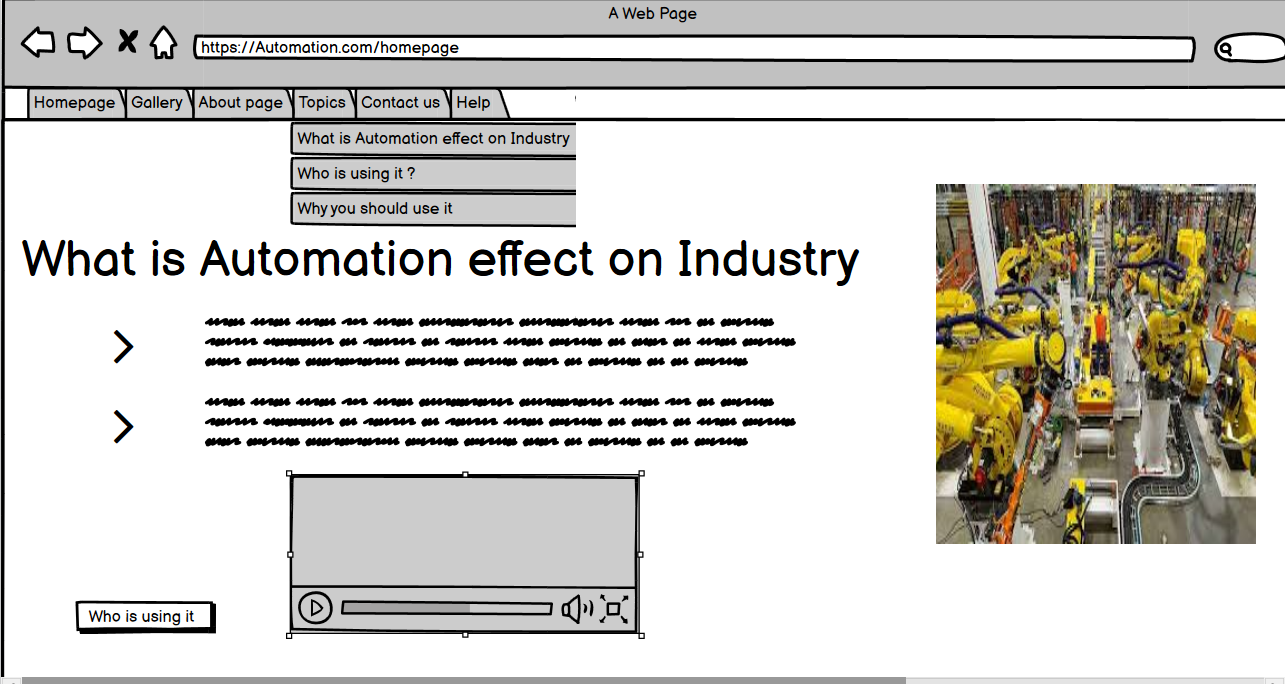 A Web Page
https://Automation.com/homepage
Homepage Gallery About page Topics Contact us Help
What is Automation effect on Industry
Who is using it ?
Why you should use it
What is Automation effect on Industry
Who is using it